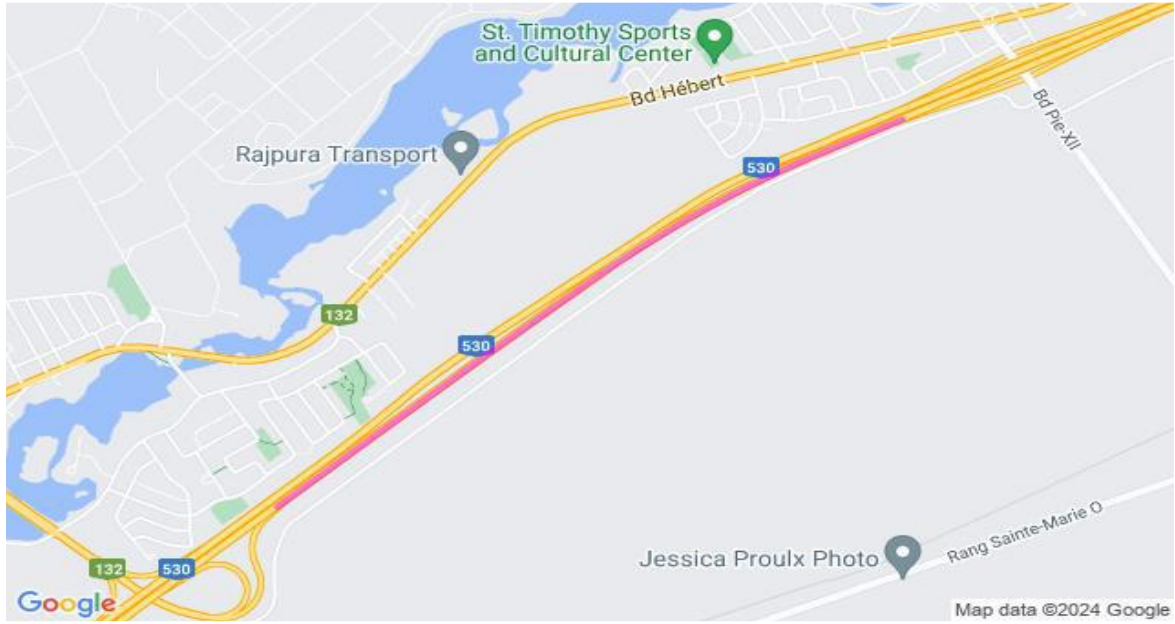 St. Timothy Sports
and Cultural Center
Bd Hébert
Bd Pie-XII
Rajpura Transport
530
132
530
Jessica Proulx Photo
Rang Sainte-Marie O
132
530
Google
Map data ©2024 Google